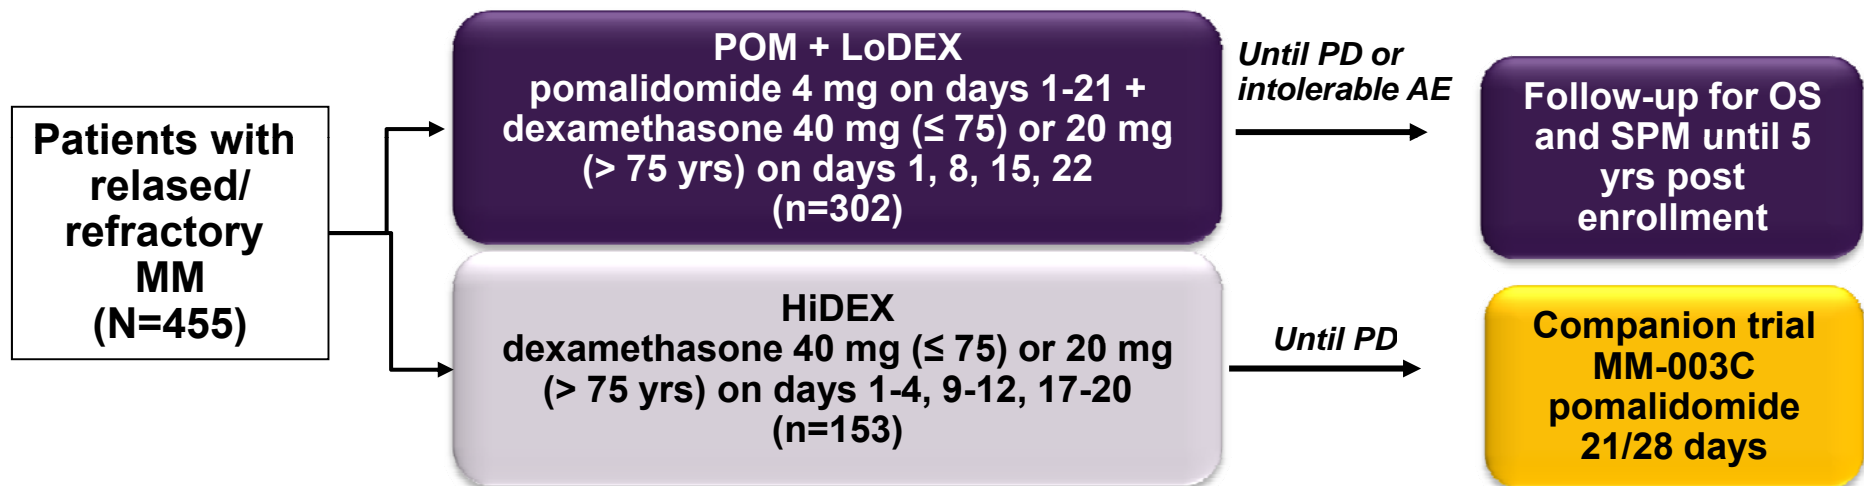 Patients with
relased/
refractory
MM
(N=455)
POM + LoDEX
pomalidomide 4 mg on days 1-21 +
dexamethasone 40 mg (≤ 75) or 20 mg
(> 75 yrs) on days 1, 8, 15, 22
(n=302)
Until PD or
intolerable AE
Follow-up for OS
and SPM until 5
yrs post
enrollment
HiDEX
dexamethasone 40 mg (≤ 75) or 20 mg
(> 75 yrs) on days 1-4, 9-12, 17-20
(n=153)
Until PD
Companion trial
MM-003C
pomalidomide
21/28 days